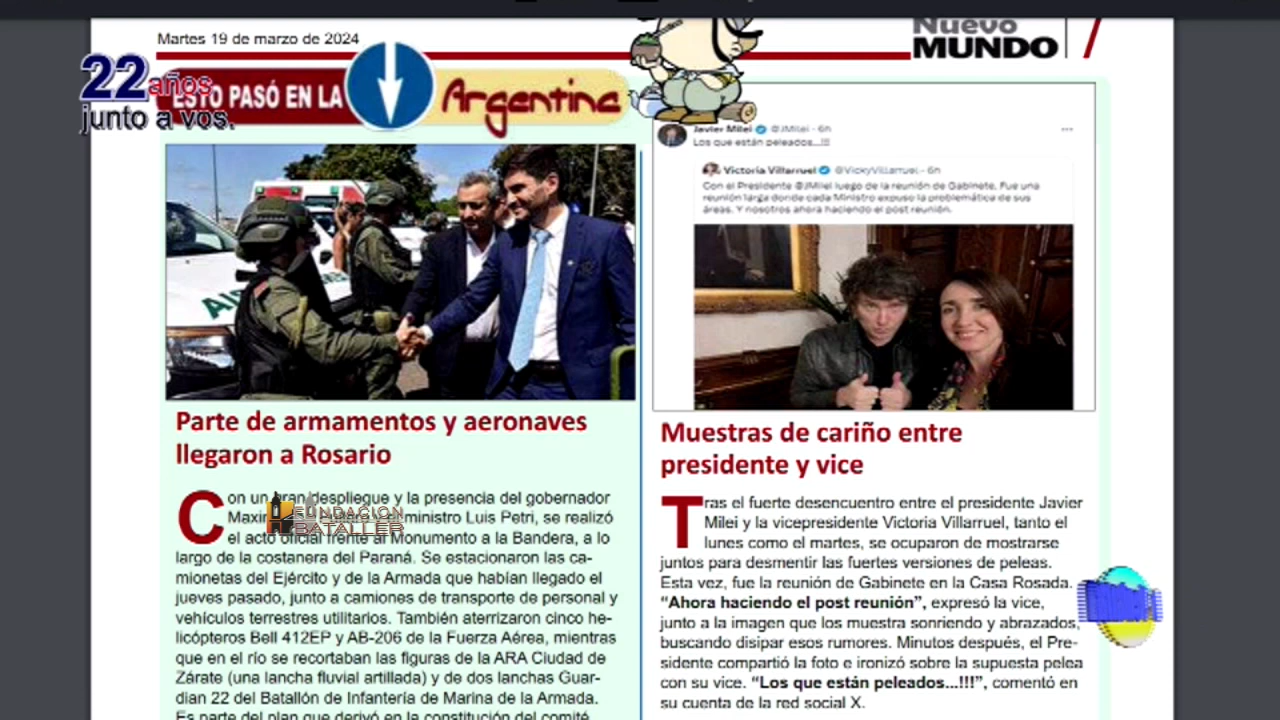 Martes 19 de marzo de 2024
Nuevo
MUNDO
7
22 años
junto a vos.
ESTO PASÓ EN LA
Argentina
Javier Milei @JMilei · 6h
Los que están peleados...!!!
Victoria Villarruel @VickyVillarruel · 6h
Con el Presidente @JMilei luego de la reunión de Gabinete. Fue una
reunión larga donde cada Ministro expuso la problemática de sus
áreas. Y nosotros ahora haciendo el post reunión.
Parte de armamentos y aeronaves
llegaron a Rosario
Con un gran despliegue y la presencia del gobernador
ministro Luis Petri, se realizó
el acto oficial frente al Monumento a la Bandera, a lo
largo de la costanera del Paraná. Se estacionaron las ca-
mionetas del Ejército y de la Armada que habían llegado el
jueves pasado, junto a camiones de transporte de personal y
vehículos terrestres utilitarios. También aterrizaron cinco he-
licópteros Bell 412EP y AB-206 de la Fuerza Aérea, mientras
que en el río se recortaban las figuras de la ARA Ciudad de
Zárate (una lancha fluvial artillada) y de dos lanchas Guar-
dian 22 del Batallón de Infantería de Marina de la Armada.
Es parte del plan que derivó en la constitución del comité
FUNDACION
BATALLER
Muestras de cariño entre
presidente y vice
Tras el fuerte desencuentro entre el presidente Javier
Milei y la vicepresidente Victoria Villarruel, tanto el
lunes como el martes, se ocuparon de mostrarse
juntos para desmentir las fuertes versiones de peleas.
Esta vez, fue la reunión de Gabinete en la Casa Rosada.
“Ahora haciendo el post reunión”, expresó la vice,
junto a la imagen que los muestra sonriendo y abrazados,
buscando disipar esos rumores. Minutos después, el Pre-
sidente compartió la foto e ironizó sobre la supuesta pelea
con su vice. “Los que están peleados...!!!”, comentó en
su cuenta de la red social X.